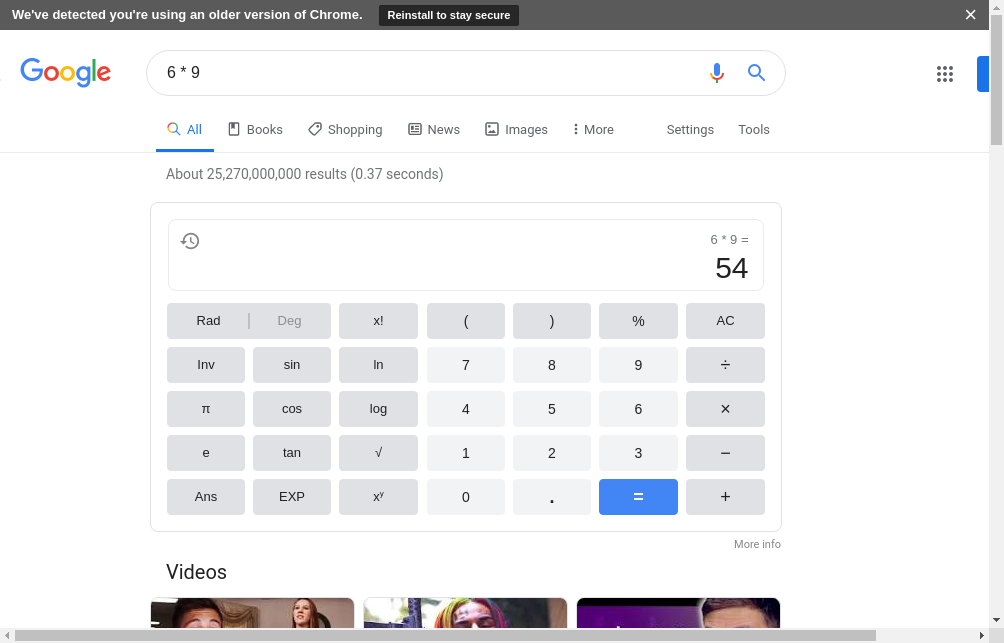 We've detected you're using an older version of Chrome. Reinstall to stay secure
Google 6 * 9
All Books Shopping News Images More Settings Tools
About 25,270,000,000 results (0.37 seconds)
6 * 9 =
54
Rad Deg x! ( ) % AC
Inv sin ln 7 8 9 ÷
π cos log 4 5 6 ×
e tan √ 1 2 3 −
Ans EXP xʸ 0 . = +
More info
Videos